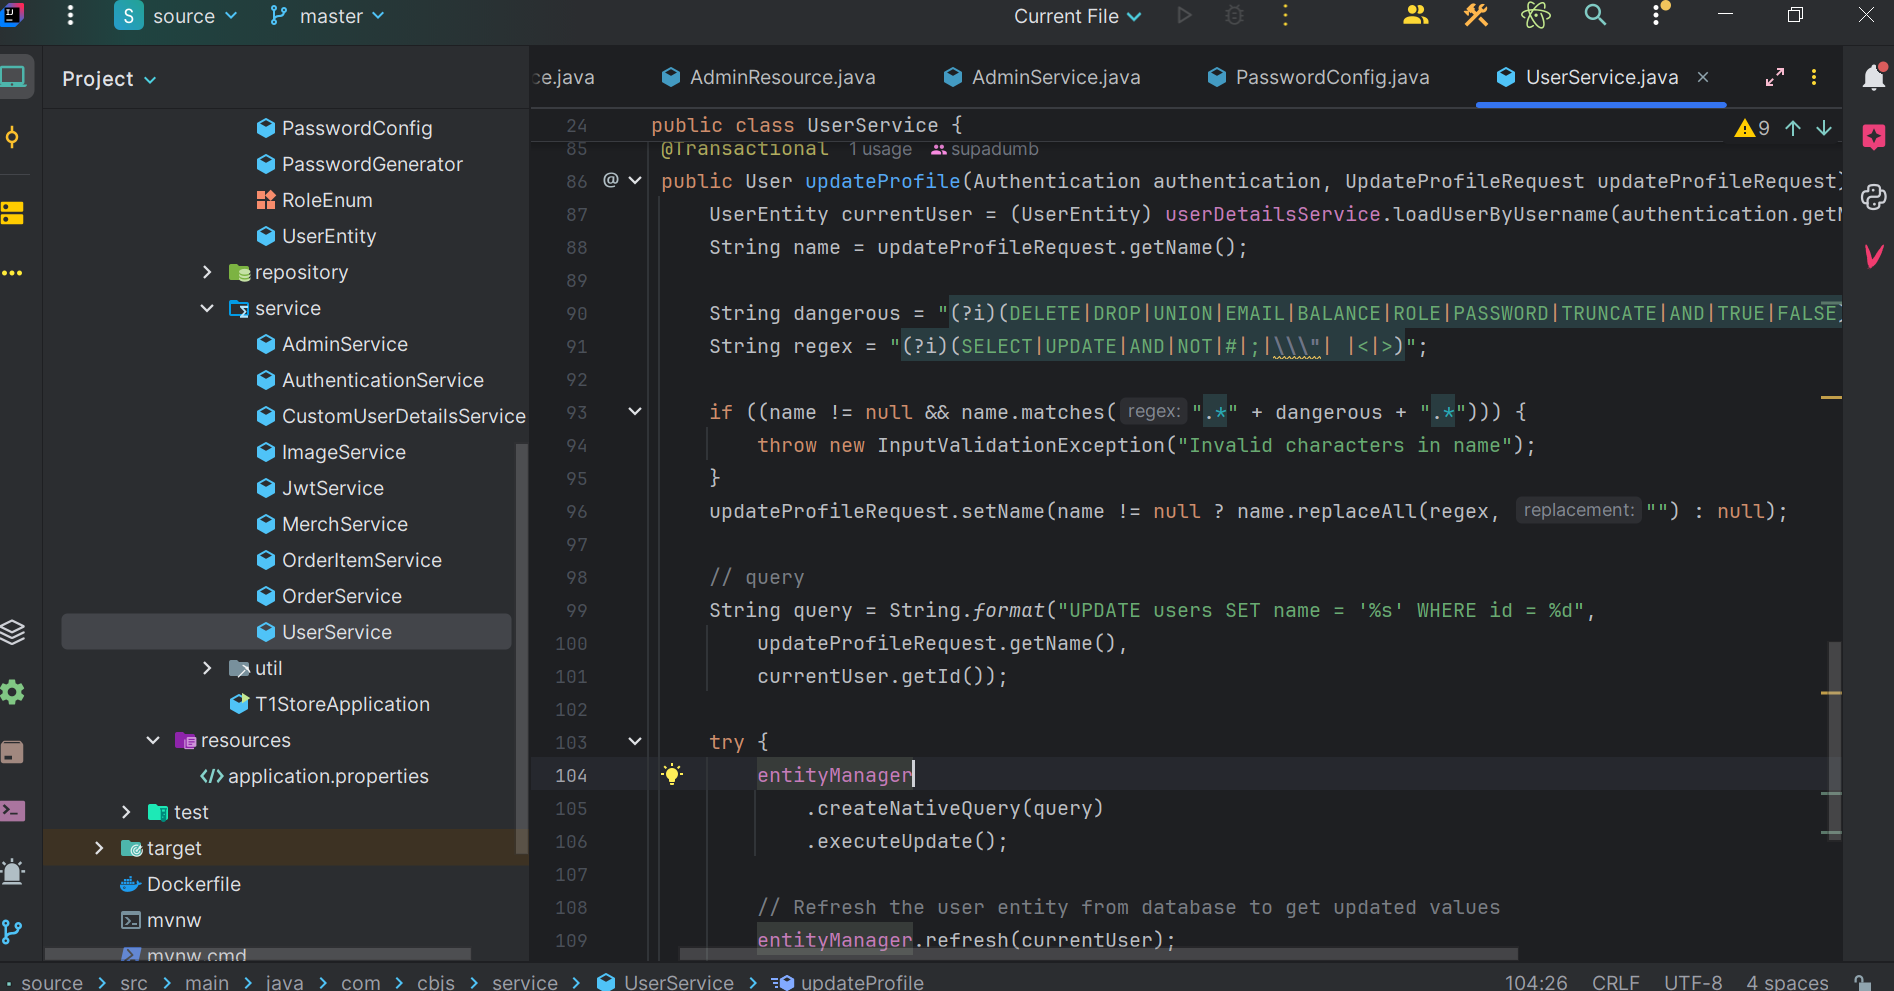 S source master Current File
Project
ce.java AdminResource.java AdminService.java PasswordConfig.java UserService.java
PasswordConfig
PasswordGenerator
RoleEnum
UserEntity
repository
service
AdminService
AuthenticationService
CustomUserDetailsService
ImageService
JwtService
MerchService
OrderItemService
OrderService
UserService
util
T1StoreApplication
resources
application.properties
test
target
Dockerfile
mvnw
mvnw.cmd
24 public class UserService { 9
85 @Transactional 1 usage supadumb
86 @ public User updateProfile(Authentication authentication, UpdateProfileRequest updateProfileRequest)
87 UserEntity currentUser = (UserEntity) userDetailsService.loadUserByUsername(authentication.getN
88 String name = updateProfileRequest.getName();
89
90 String dangerous = "(?i)(DELETE|DROP|UNION|EMAIL|BALANCE|ROLE|PASSWORD|TRUNCATE|AND|TRUE|FALSE
91 String regex = "(?i)(SELECT|UPDATE|AND|NOT|#|;|\\\"| |<|>)";
92
93 if ((name != null && name.matches( regex: ".*" + dangerous + ".*"))) {
94 throw new InputValidationException("Invalid characters in name");
95 }
96 updateProfileRequest.setName(name != null ? name.replaceAll(regex, replacement: "") : null);
97
98 // query
99 String query = String.format("UPDATE users SET name = '%s' WHERE id = %d",
100 updateProfileRequest.getName(),
101 currentUser.getId());
102
103 try {
104 entityManager
105 .createNativeQuery(query)
106 .executeUpdate();
107
108 // Refresh the user entity from database to get updated values
109 entityManager.refresh(currentUser);
source > src > main > java > com > cbjs > service > UserService > updateProfile 104:26 CRLF UTF-8 4 spaces